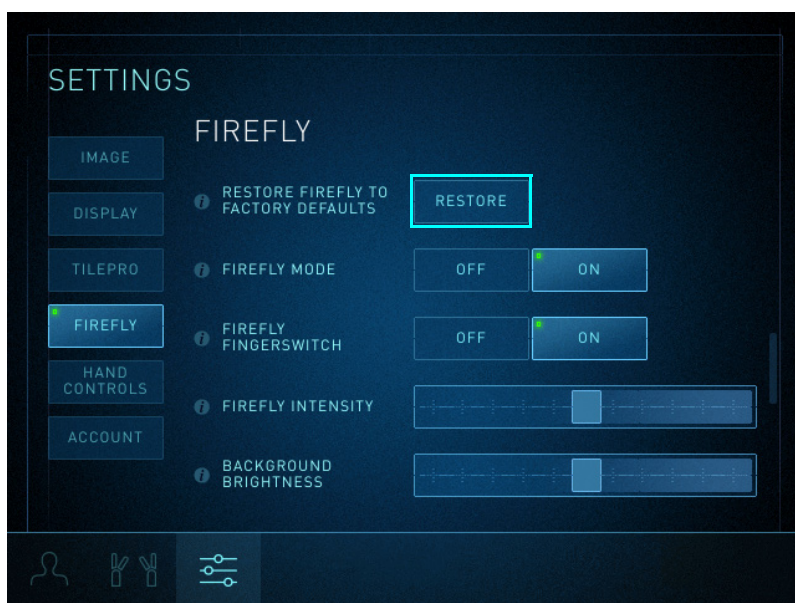 SETTINGS
FIREFLY
IMAGE
DISPLAY
TILEPRO
FIREFLY
HAND
CONTROLS
ACCOUNT
RESTORE FIREFLY TO
FACTORY DEFAULTS
RESTORE
FIREFLY MODE
OFF
ON
FIREFLY
FINGERSWITCH
OFF
ON
FIREFLY INTENSITY
BACKGROUND
BRIGHTNESS